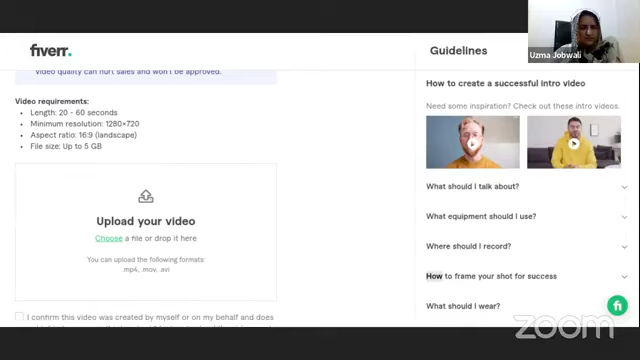 fiverr.
Guidelines
Uzma Jobwali
video quality can hurt sales and won't be approved.
Video requirements:
• Length: 20 - 60 seconds
• Minimum resolution: 1280x720
• Aspect ratio: 16:9 (landscape)
• File size: Up to 5 GB
Upload your video
Choose a file or drop it here
You can upload the following formats:
mp4, .mov, .avi
I confirm this video was created by myself or on my behalf and does
How to create a successful intro video
Need some inspiration? Check out these intro videos.
What should I talk about?
What equipment should I use?
Where should I record?
How to frame your shot for success
What should I wear?
fi
zoom